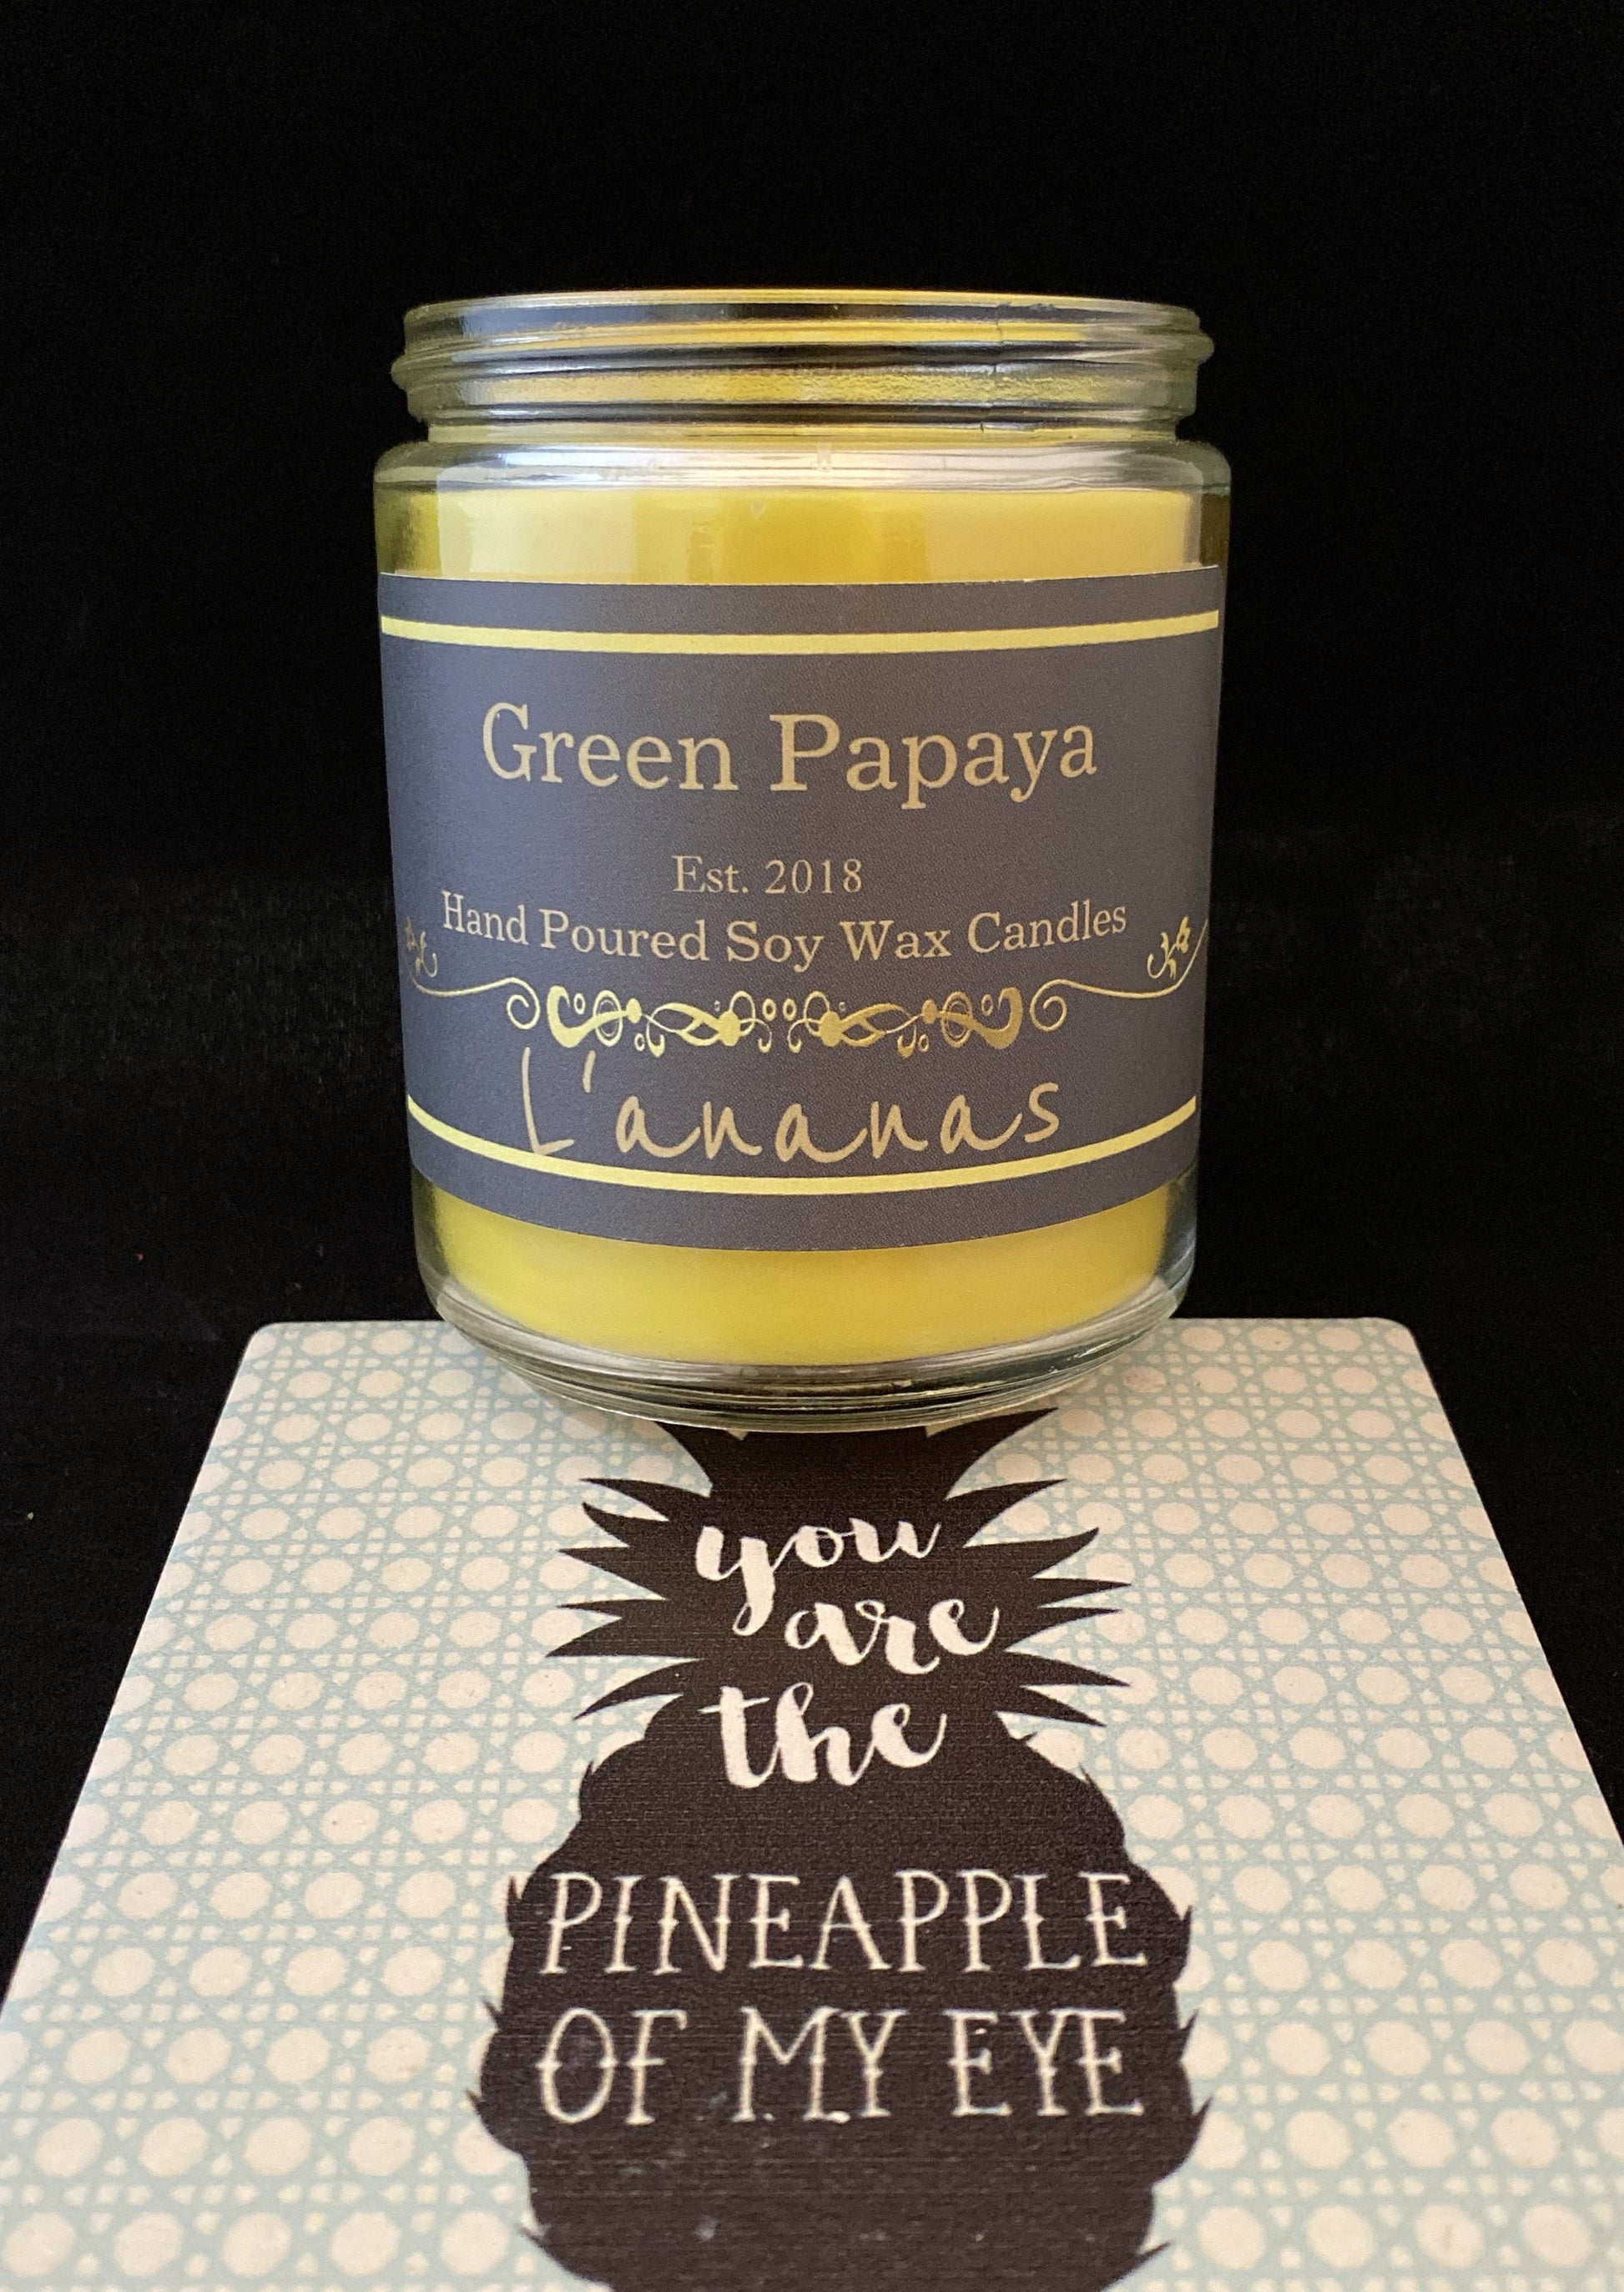 Green Papaya
Est. 2018
Hand Poured Soy Wax Candles
L'ananas
you
are
the
PINEAPPLE
OF MY EYE